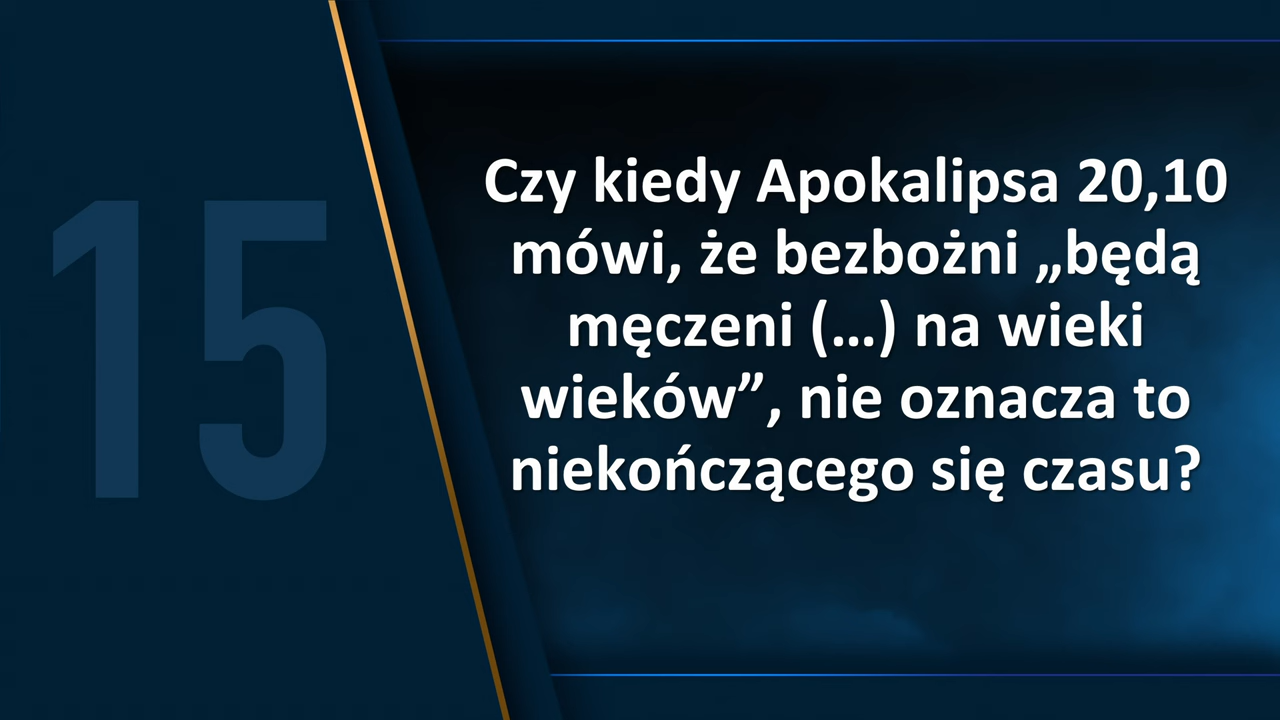 15
Czy kiedy Apokalipsa 20,10
mówi, że bezbożni „będą
męczeni (…) na wieki
wieków”, nie oznacza to
niekończącego się czasu?